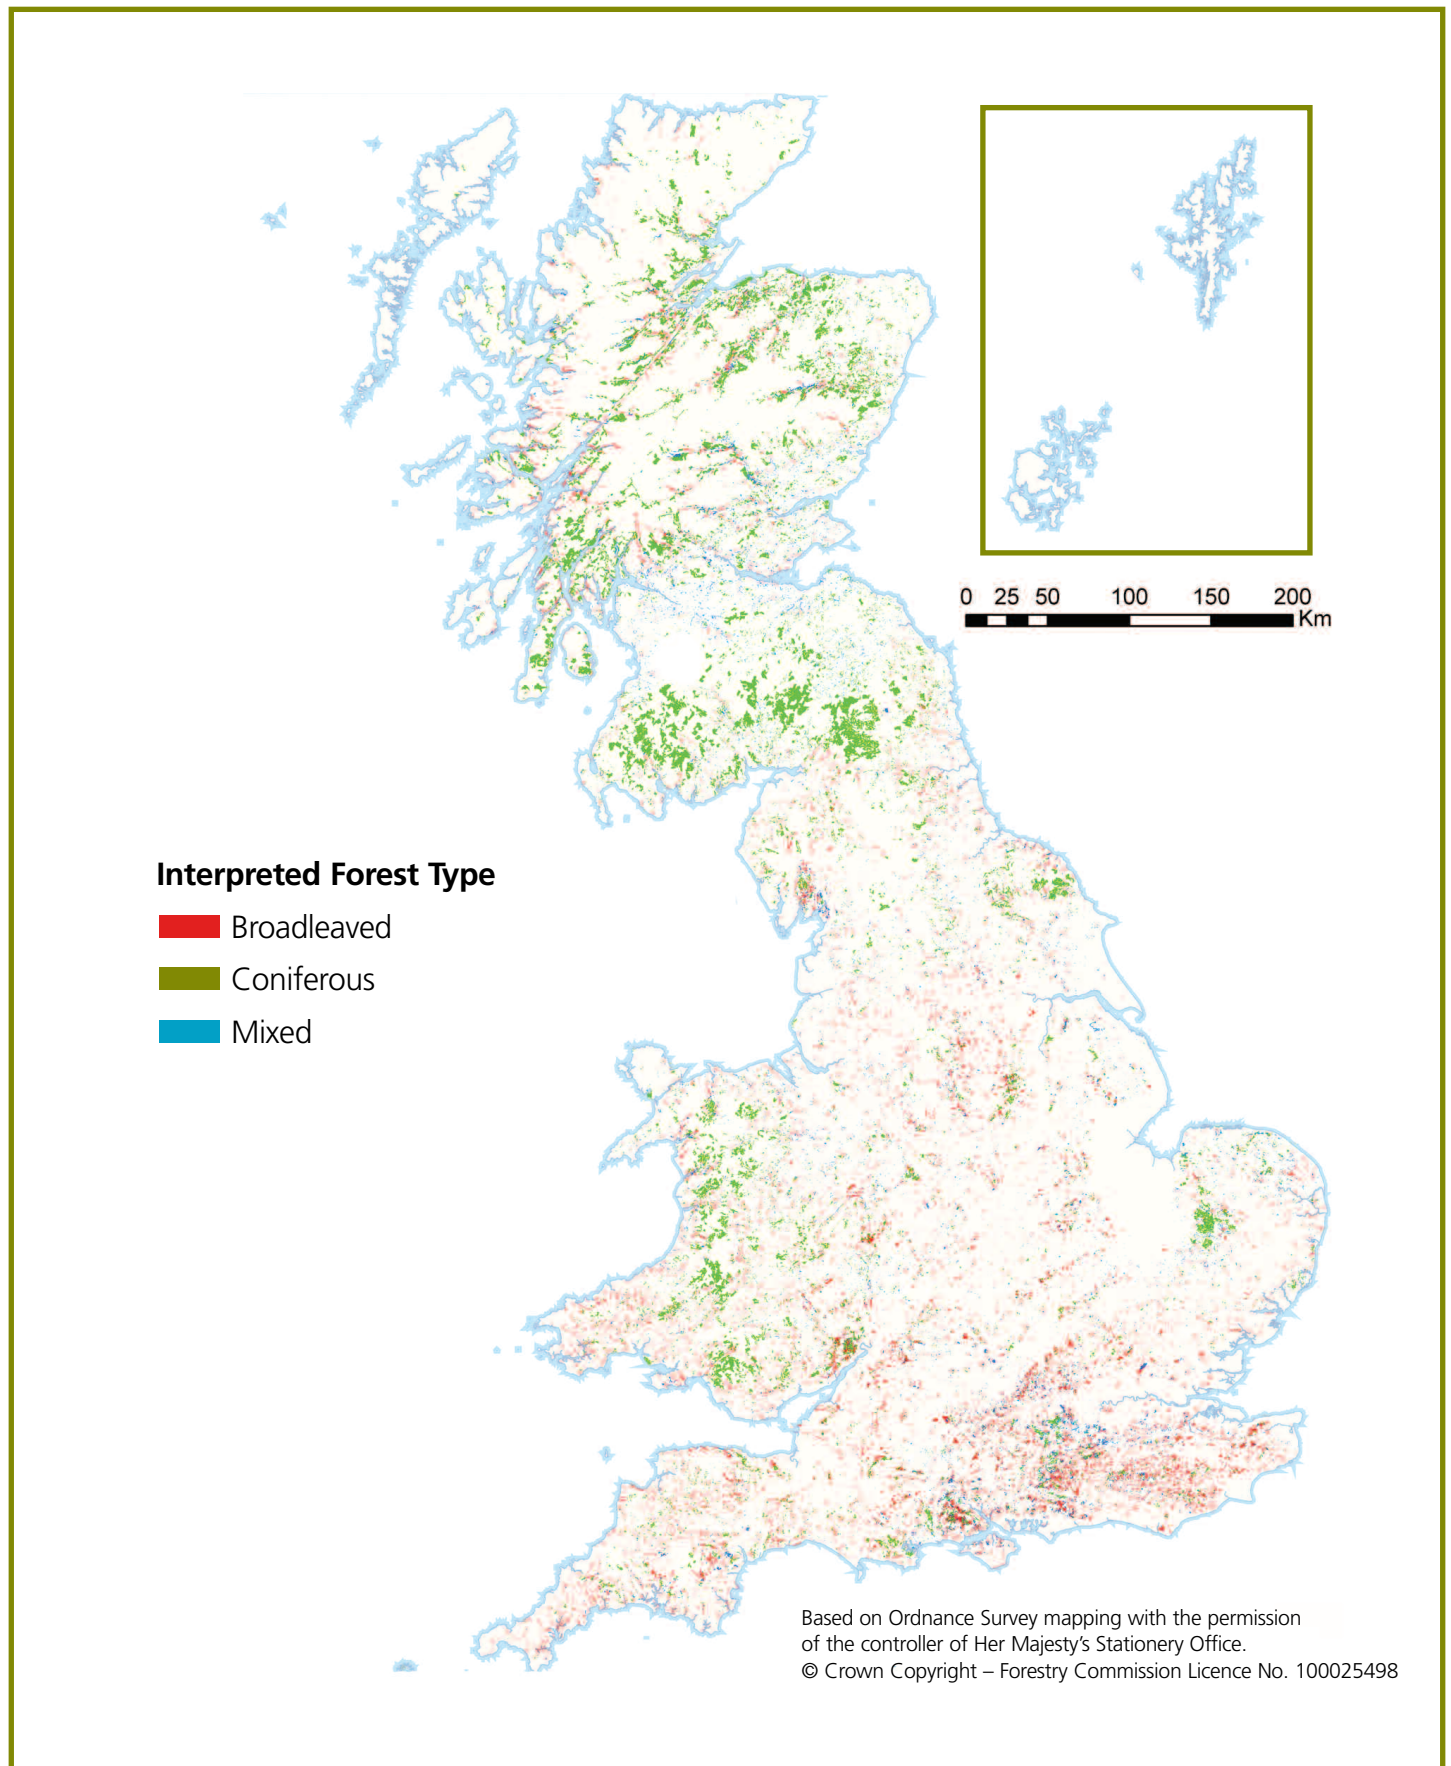 0 25 50 100 150 200
Km
Interpreted Forest Type
Broadleaved
Coniferous
Mixed
Based on Ordnance Survey mapping with the permission
of the controller of Her Majesty’s Stationery Office.
© Crown Copyright – Forestry Commission Licence No. 100025498